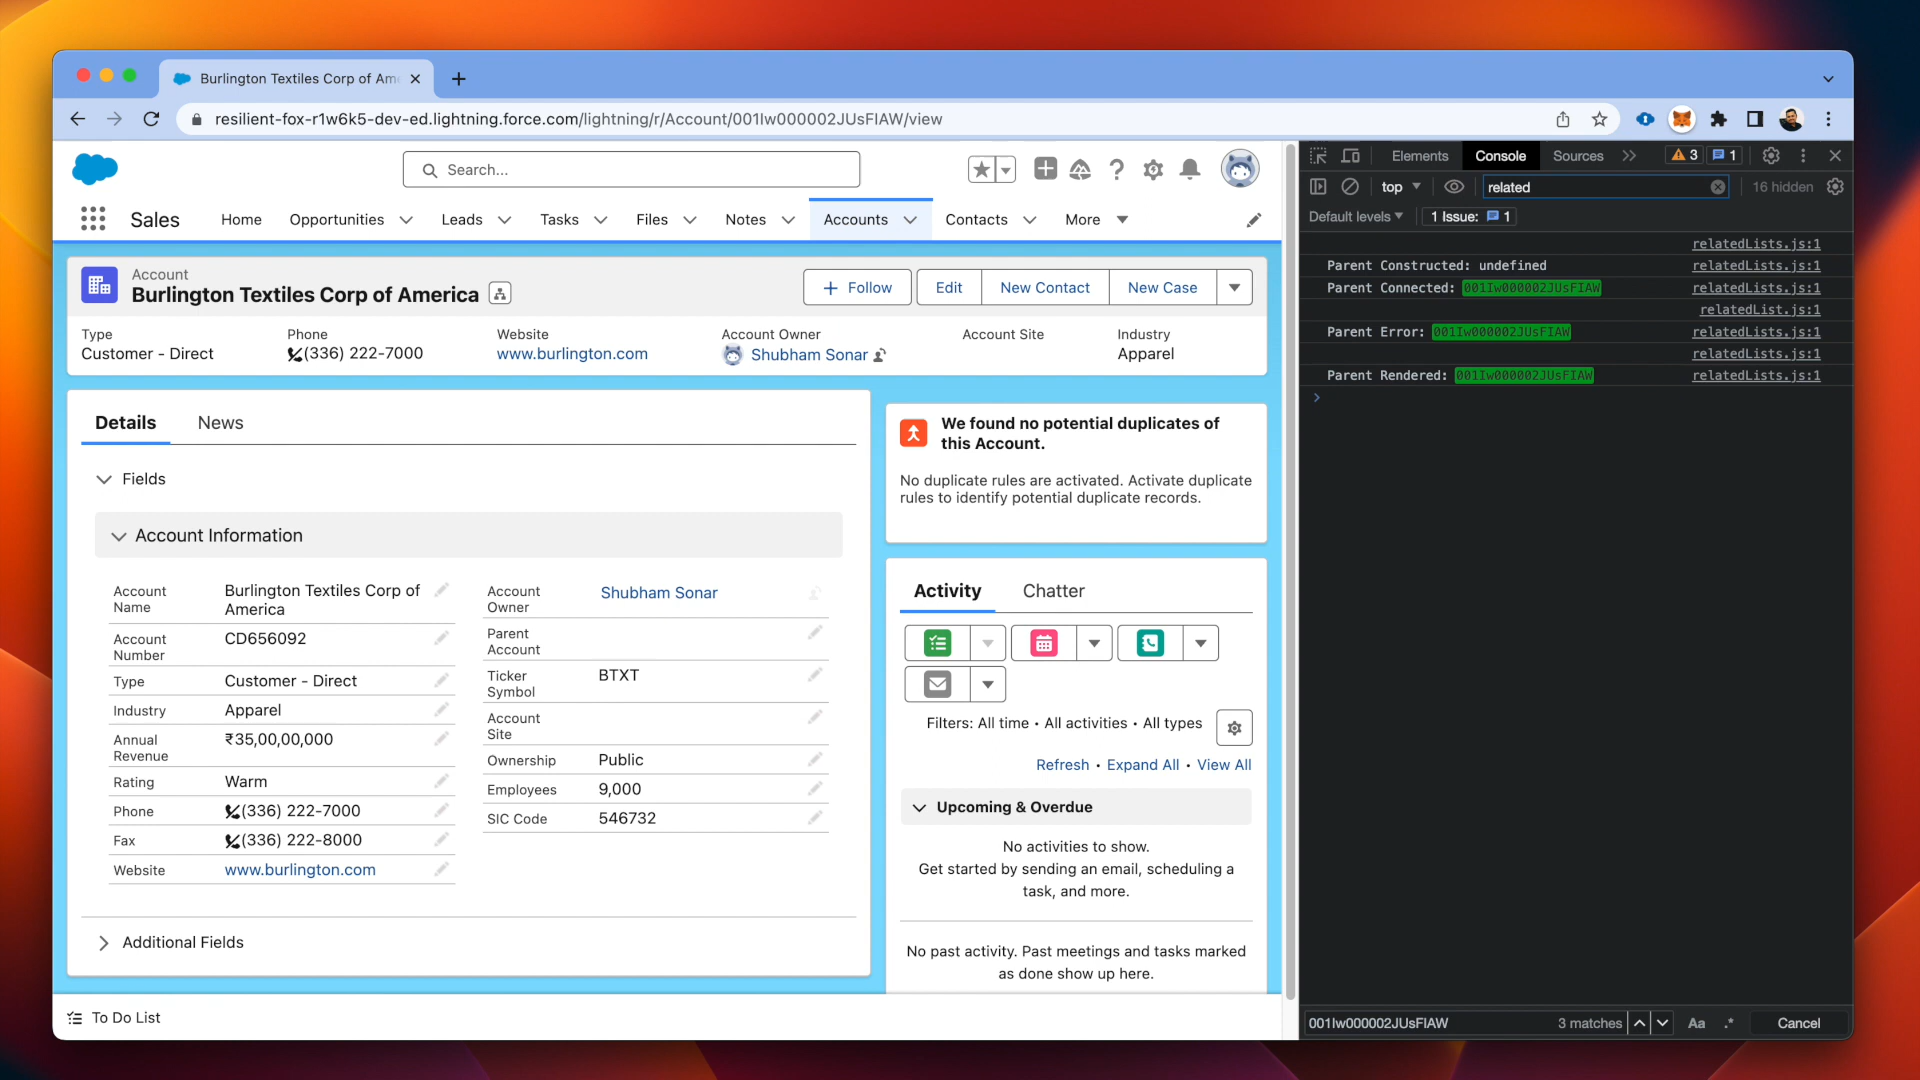 Burlington Textiles Corp of Am
resilient-fox-r1w6k5-dev-ed.lightning.force.com/lightning/r/Account/001Iw000002JUsFIAW/view
Search...
Sales
Home
Opportunities
Leads
Tasks
Files
Notes
Accounts
Contacts
More
Account
Burlington Textiles Corp of America
Follow
Edit
New Contact
New Case
Type
Customer - Direct
Phone
(336) 222-7000
Website
www.burlington.com
Account Owner
Shubham Sonar
Account Site
Industry
Apparel
Details
News
Fields
Account Information
Account
Name
Burlington Textiles Corp of
America
Account
Number
CD656092
Type
Customer - Direct
Industry
Apparel
Annual
Revenue
₹35,00,00,000
Rating
Warm
Phone
(336) 222-7000
Fax
(336) 222-8000
Website
www.burlington.com
Account
Owner
Shubham Sonar
Parent
Account
Ticker
Symbol
BTXT
Account
Site
Ownership
Public
Employees
9,000
SIC Code
546732
Additional Fields
We found no potential duplicates of
this Account.
No duplicate rules are activated. Activate duplicate
rules to identify potential duplicate records.
Activity
Chatter
Filters: All time • All activities • All types
Refresh • Expand All • View All
Upcoming & Overdue
No activities to show.
Get started by sending an email, scheduling a
task, and more.
No past activity. Past meetings and tasks marked
as done show up here.
To Do List
Elements
Console
Sources
3
1
top
related
16 hidden
Default levels
1 Issue: 1
relatedLists.js:1
Parent Constructed: undefined
relatedLists.js:1
Parent Connected: 001Iw000002JUsFIAW
relatedLists.js:1
relatedList.js:1
Parent Error: 001Iw000002JUsFIAW
relatedLists.js:1
relatedLists.js:1
Parent Rendered: 001Iw000002JUsFIAW
relatedLists.js:1
001Iw000002JUsFIAW
3 matches
Aa
.*
Cancel